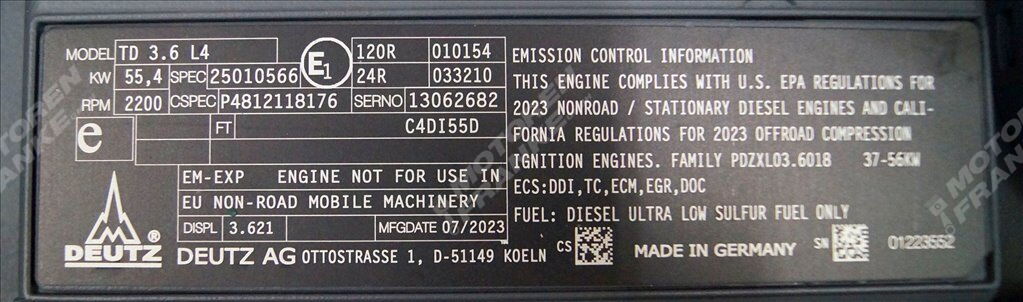 MODEL TD 3.6 L4
KW 55,4 SPEC 25010566
RPM 2200 CSPEC P4812118176 SERNO 13062682
E1
120R 010154
24R 033210
e
FT C4DI55D
EM-EXP ENGINE NOT FOR USE IN
EU NON-ROAD MOBILE MACHINERY
DISPL 3.621 MFGDATE 07/2023
DEUTZ ®
DEUTZ AG OTTOSTRASSE 1, D-51149 KOELN
EMISSION CONTROL INFORMATION
THIS ENGINE COMPLIES WITH U.S. EPA REGULATIONS FOR
2023 NONROAD / STATIONARY DIESEL ENGINES AND CALI-
FORNIA REGULATIONS FOR 2023 OFFROAD COMPRESSION
IGNITION ENGINES. FAMILY PDZXL03.6018 37-56KW
ECS:DDI,TC,ECM,EGR,DOC
FUEL: DIESEL ULTRA LOW SULFUR FUEL ONLY
CS MADE IN GERMANY SN 01223552
MOTOREN
FRANKEN